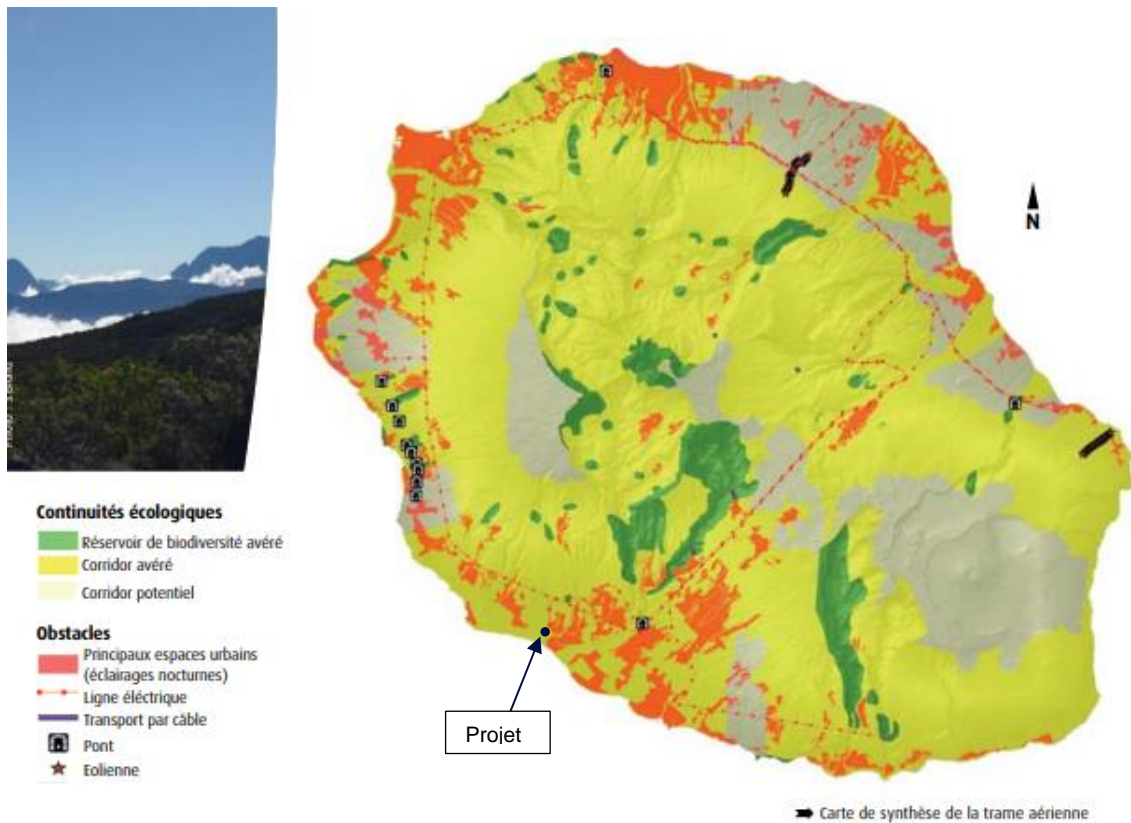 N
Continuités écologiques
Réservoir de biodiversité avéré
Corridor avéré
Corridor potentiel
Obstacles
Principaux espaces urbains
(éclairages nocturnes)
Ligne éléctrique
Transport par câble
Pont
Eolienne
Projet
Carte de synthèse de la trame aérienne